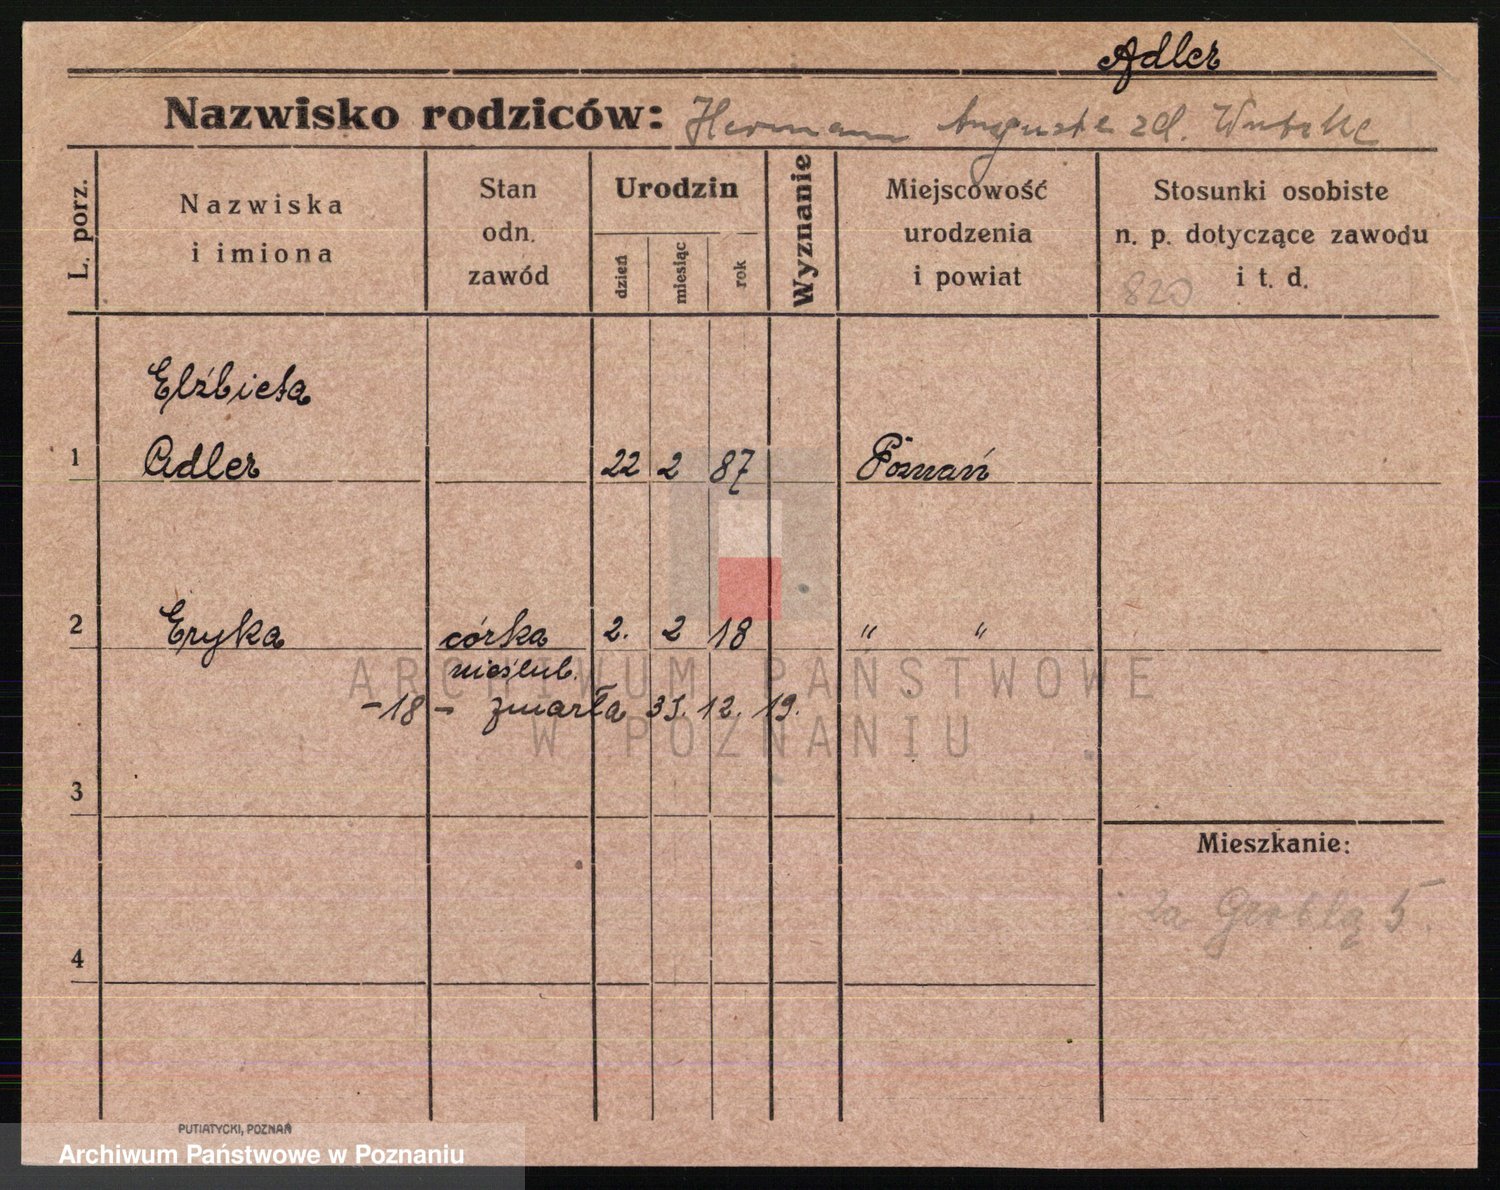 Adler
Nazwisko rodziców: Hermann Auguste zd.
L. porz.
Nazwiska
i imiona
Stan
odn.
zawód
Urodzin
dzień
miesiąc
rok
Wyznanie
Miejscowość
urodzenia
i powiat
Stosunki osobiste
n. p. dotyczące zawodu
i t. d.
820
Elżbieta
1 Adler 22 2 87 Poznań
2 Eryka córka 2. 2 18 " "
nieślub.
-18- zmarła 31. 12. 19.
3
Mieszkanie:
Za Groblą 5.
4
ARCHIWUM PAŃSTWOWE
W POZNANIU
PUTIATYCKI, POZNAŃ
Archiwum Państwowe w Poznaniu